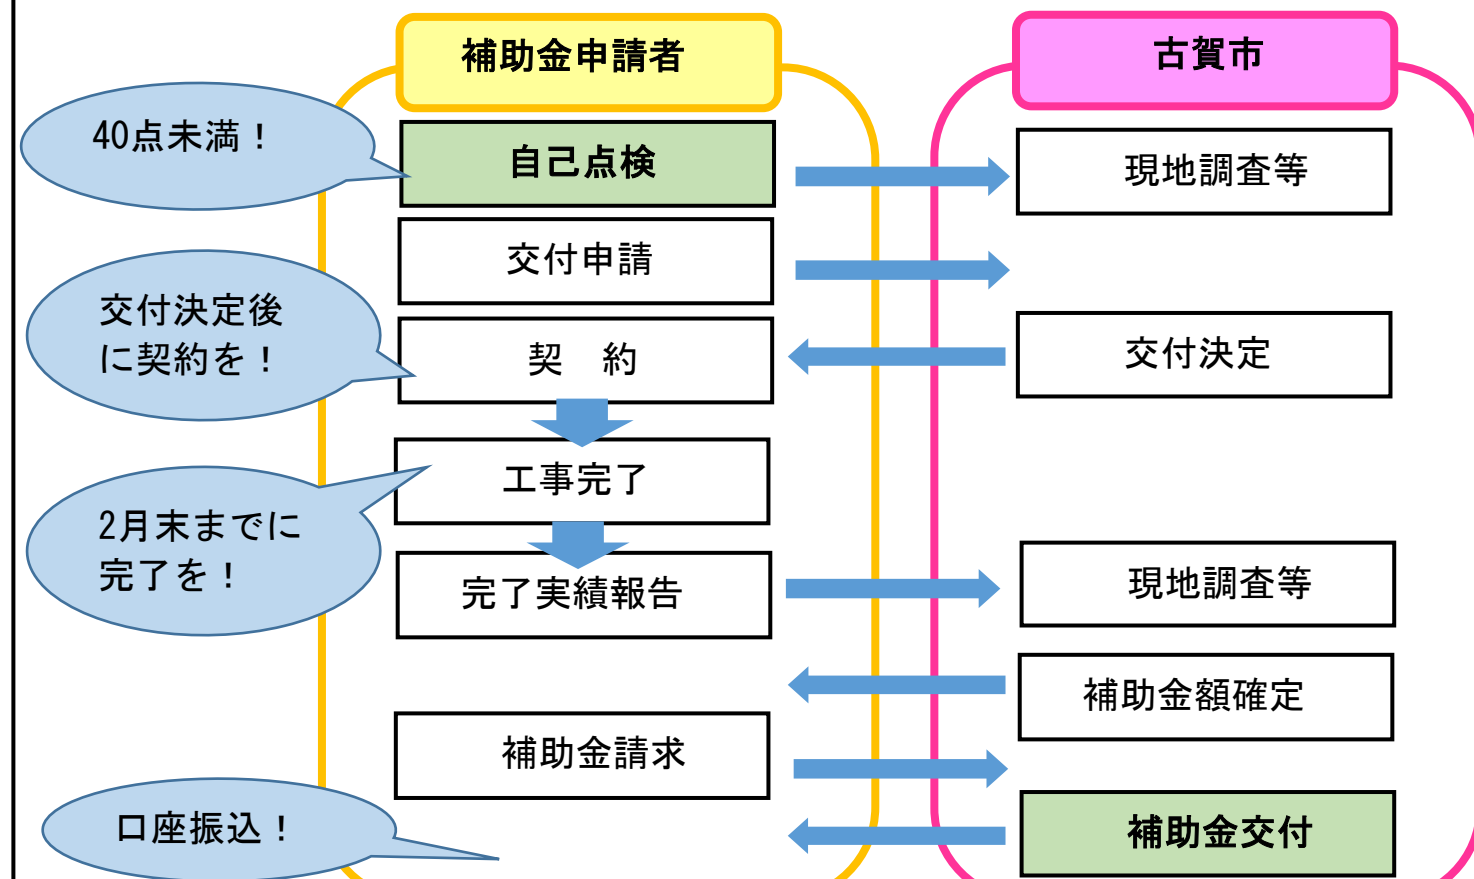 補助金申請者
古賀市
40点未満！
自己点検
現地調査等
交付申請
交付決定後
に契約を！
契　約
交付決定
工事完了
2月末までに
完了を！
完了実績報告
現地調査等
補助金額確定
補助金請求
口座振込！
補助金交付